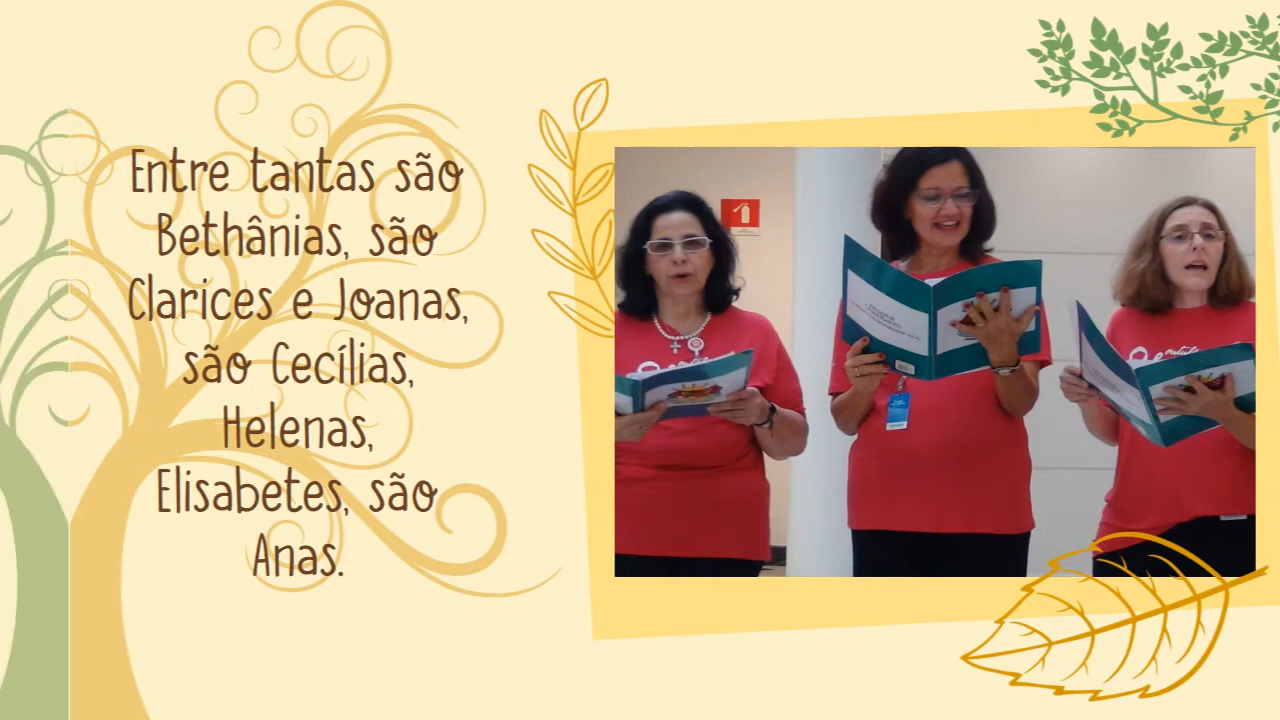 Entre tantas são
Bethânias, são
Clarices e Joanas,
são Cecílias,
Helenas,
Elisabetes, são
Anas.